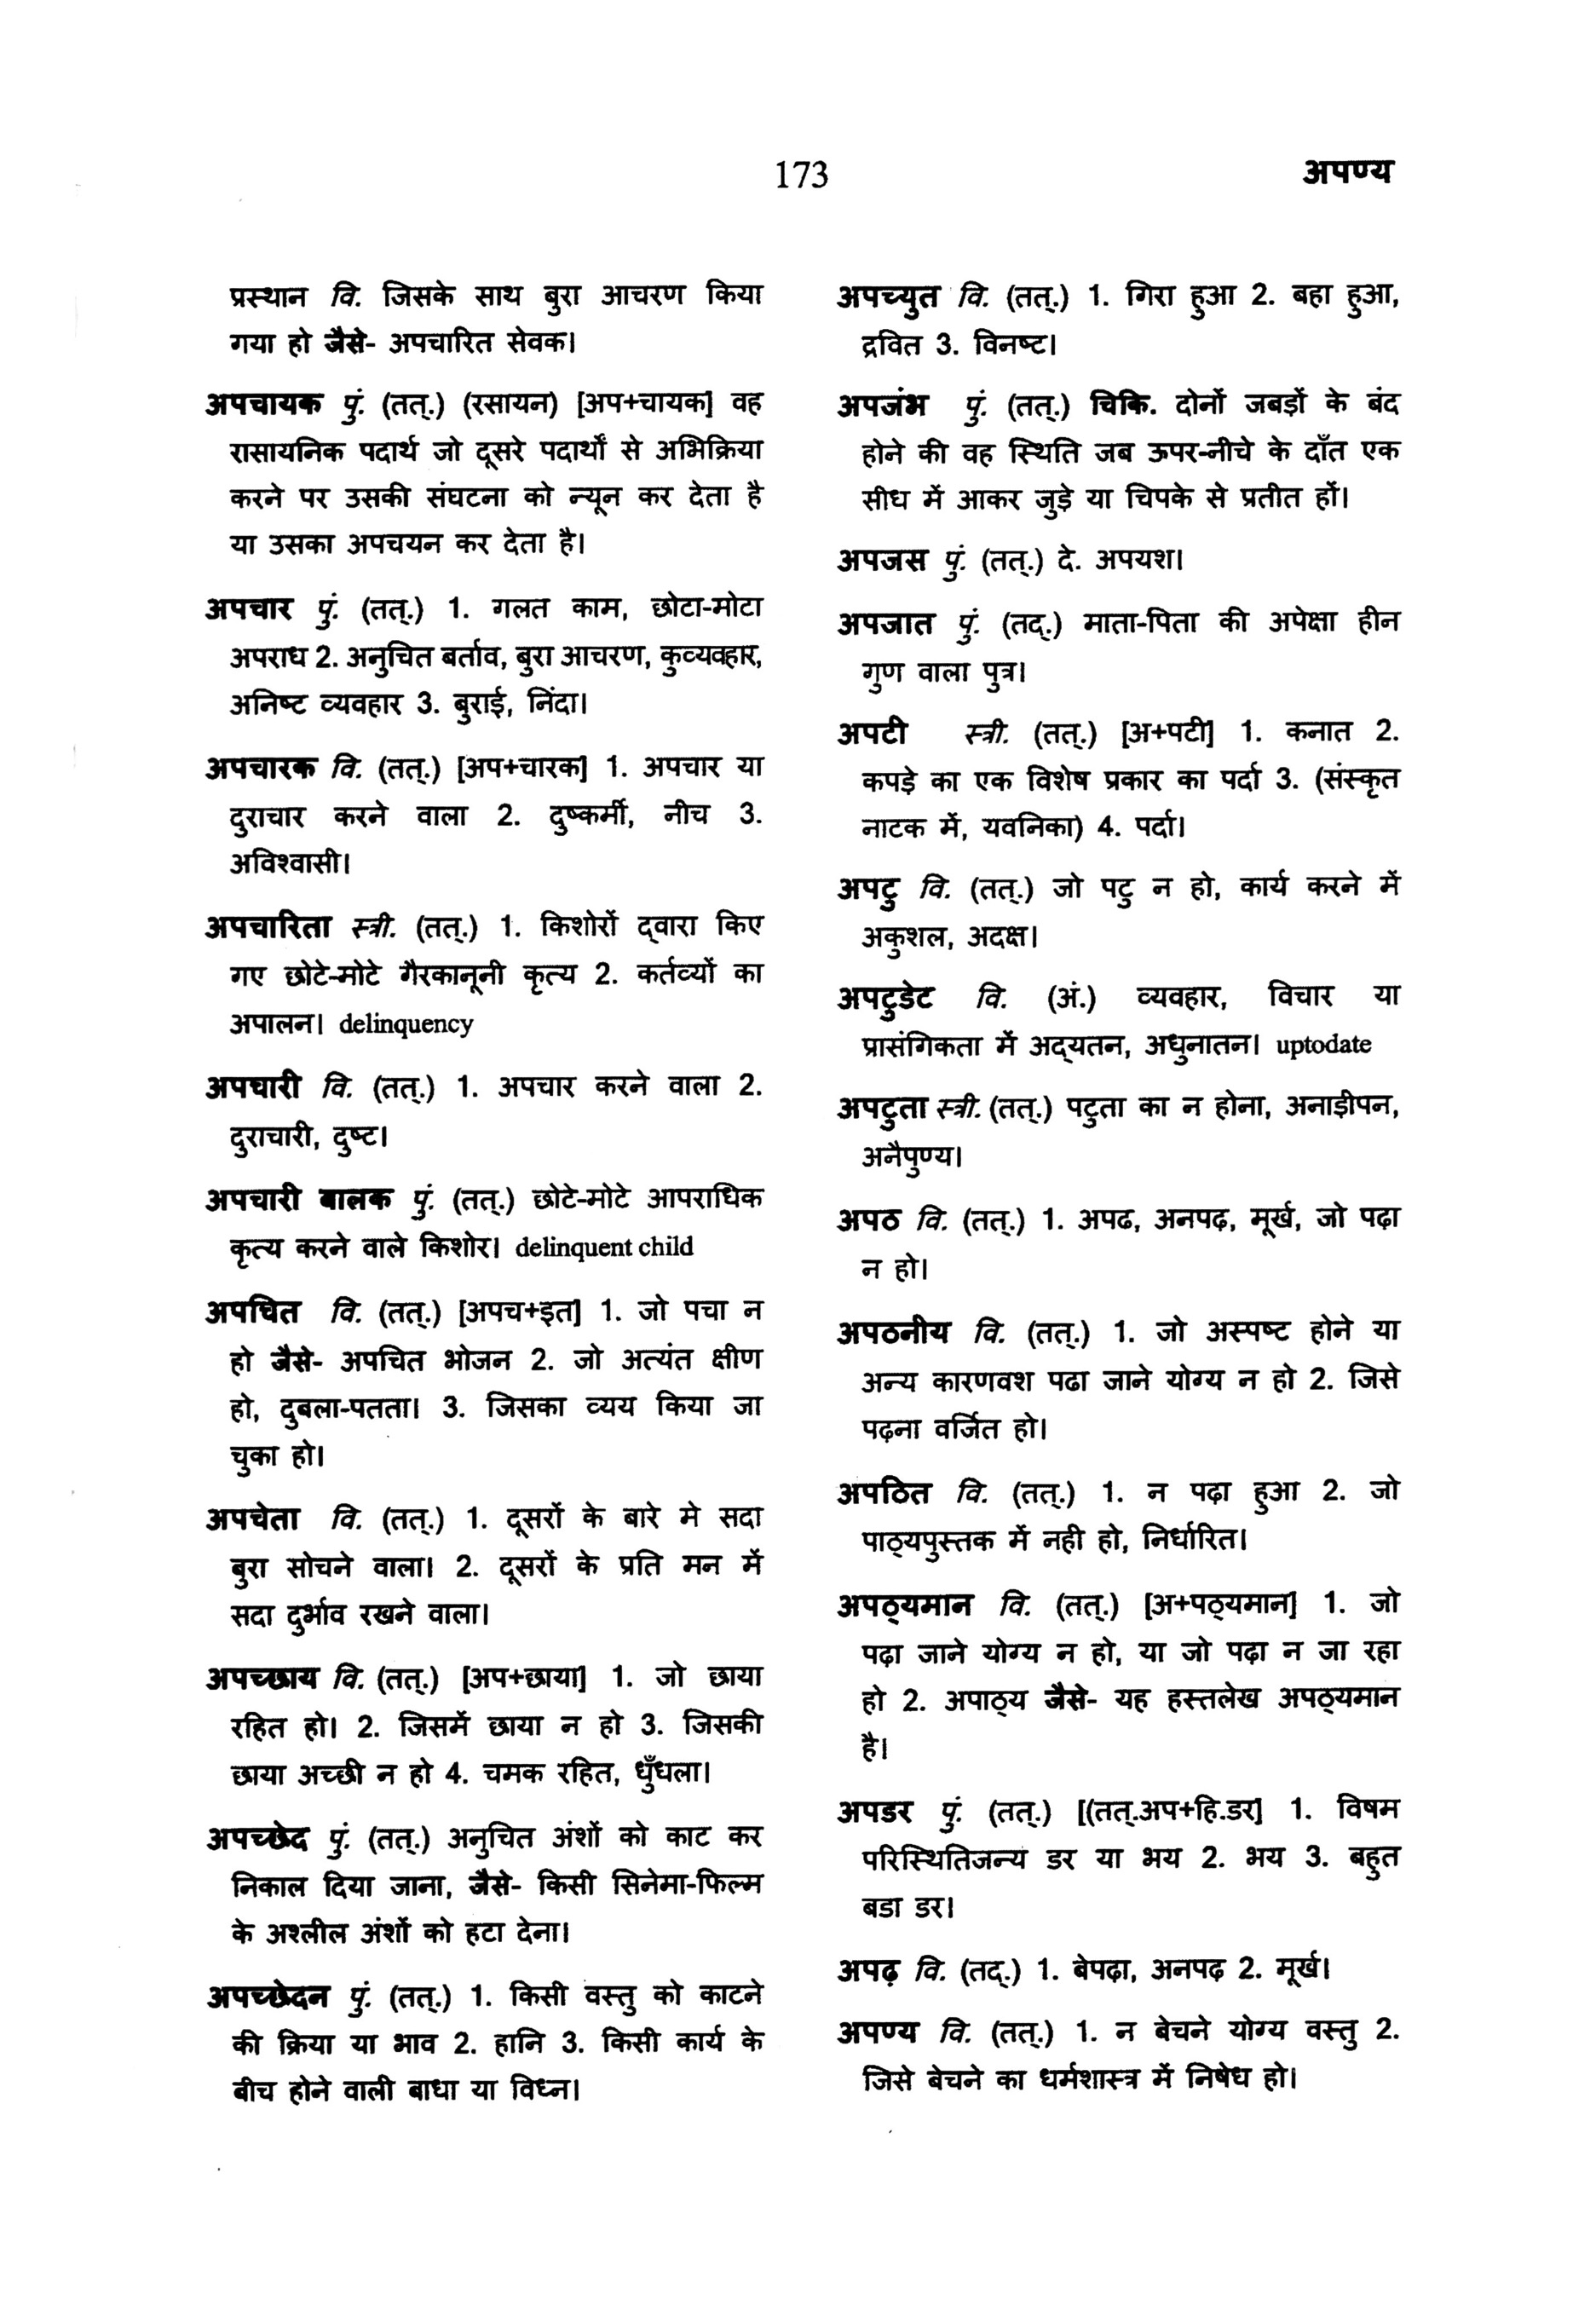 173
अपण्य
प्रस्थान वि. जिसके साथ बुरा आचरण किया
गया हो जैसे- अपचारित सेवक।
अपचायक पुं. (तत्.) (रसायन) [अप+चायक] वह
रासायनिक पदार्थ जो दूसरे पदार्थों से अभिक्रिया
करने पर उसकी संघटना को न्यून कर देता है
या उसका अपचयन कर देता है।
अपचार पुं. (तत्.) 1. गलत काम, छोटा-मोटा
अपराध 2. अनुचित बर्ताव, बुरा आचरण, कुव्यवहार,
अनिष्ट व्यवहार 3. बुराई, निंदा।
अपचारक वि. (तत्.) [अप+चारक] 1. अपचार या
दुराचार करने वाला 2. दुष्कर्मी, नीच 3.
अविश्वासी।
अपचारिता स्त्री. (तत्.) 1. किशोरों द्‌वारा किए
गए छोटे-मोटे गैरकानूनी कृत्य 2. कर्तव्यों का
अपालन। delinquency
अपचारी वि. (तत्.) 1. अपचार करने वाला 2.
दुराचारी, दुष्ट।
अपचारी बालक पुं. (तत्.) छोटे-मोटे आपराधिक
कृत्य करने वाले किशोर। delinquent child
अपचित वि. (तत्.) [अपच+इत] 1. जो पचा न
हो जैसे- अपचित भोजन 2. जो अत्यंत क्षीण
हो, दुबला-पतता। 3. जिसका व्यय किया जा
चुका हो।
अपचेता वि. (तत्.) 1. दूसरों के बारे मे सदा
बुरा सोचने वाला। 2. दूसरों के प्रति मन में
सदा दुर्भाव रखने वाला।
अपच्छाय वि. (तत्.) [अप+छाया] 1. जो छाया
रहित हो। 2. जिसमें छाया न हो 3. जिसकी
छाया अच्छी न हो 4. चमक रहित, धुँधला।
अपच्छेद पुं. (तत्.) अनुचित अंशों को काट कर
निकाल दिया जाना, जैसे- किसी सिनेमा-फिल्म
के अश्लील अंशों को हटा देना।
अपच्छेदन पुं. (तत्.) 1. किसी वस्तु को काटने
की क्रिया या भाव 2. हानि 3. किसी कार्य के
बीच होने वाली बाधा या विध्न।
अपच्युत वि. (तत्.) 1. गिरा हुआ 2. बहा हुआ,
द्रवित 3. विनष्ट।
अपजंभ पुं. (तत्.) चिकि. दोनों जबड़ों के बंद
होने की वह स्थिति जब ऊपर-नीचे के दाँत एक
सीध में आकर जुड़े या चिपके से प्रतीत हों।
अपजस पुं. (तत्.) दे. अपयश।
अपजात पुं. (तद्.) माता-पिता की अपेक्षा हीन
गुण वाला पुत्र।
अपटी स्त्री. (तत्.) [अ+पटी] 1. कनात 2.
कपड़े का एक विशेष प्रकार का पर्दा 3. (संस्कृत
नाटक में, यवनिका) 4. पर्दा।
अपटु वि. (तत्.) जो पटु न हो, कार्य करने में
अकुशल, अदक्ष।
अपटुडेट वि. (अं.) व्यवहार, विचार या
प्रासंगिकता में अद्‌यतन, अधुनातन। uptodate
अपटुता स्त्री. (तत्.) पटुता का न होना, अनाड़ीपन,
अनैपुण्य।
अपठ वि. (तत्.) 1. अपढ, अनपढ़, मूर्ख, जो पढ़ा
न हो।
अपठनीय वि. (तत्.) 1. जो अस्पष्ट होने या
अन्य कारणवश पढा जाने योग्य न हो 2. जिसे
पढ़ना वर्जित हो।
अपठित वि. (तत्.) 1. न पढ़ा हुआ 2. जो
पाठ्‌यपुस्तक में नही हो, निर्धारित।
अपठ्‌यमान वि. (तत्.) [अ+पठ्‌यमान] 1. जो
पढ़ा जाने योग्य न हो, या जो पढ़ा न जा रहा
हो 2. अपाठ्‌य जैसे- यह हस्तलेख अपठ्‌यमान
है।
अपडर पुं. (तत्.) [(तत्.अप+हि.डर] 1. विषम
परिस्थितिजन्य डर या भय 2. भय 3. बहुत
बडा डर।
अपढ़ वि. (तद्.) 1. बेपढ़ा, अनपढ़ 2. मूर्ख।
अपण्य वि. (तत्.) 1. न बेचने योग्य वस्तु 2.
जिसे बेचने का धर्मशास्त्र में निषेध हो।